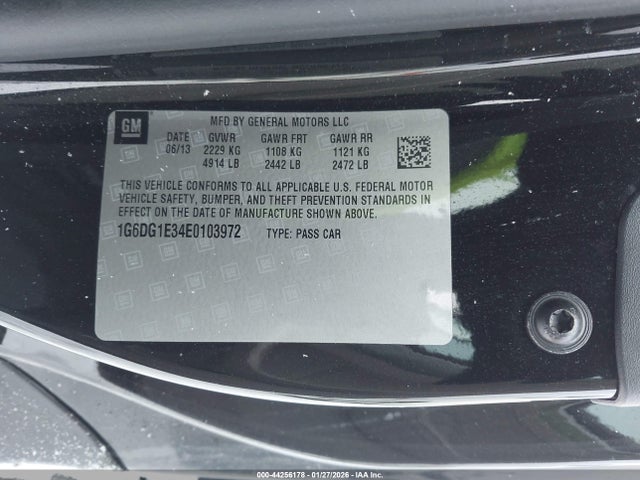 GM
MFD BY GENERAL MOTORS LLC
DATE GVWR GAWR FRT GAWR RR
06/13 2229 KG 1108 KG 1121 KG
4914 LB 2442 LB 2472 LB
THIS VEHICLE CONFORMS TO ALL APPLICABLE U.S. FEDERAL MOTOR
VEHICLE SAFETY, BUMPER, AND THEFT PREVENTION STANDARDS IN
EFFECT ON THE DATE OF MANUFACTURE SHOWN ABOVE.
1G6DG1E34E0103972 TYPE: PASS CAR
000-44256178 - 01/27/2026 - IAA Inc.